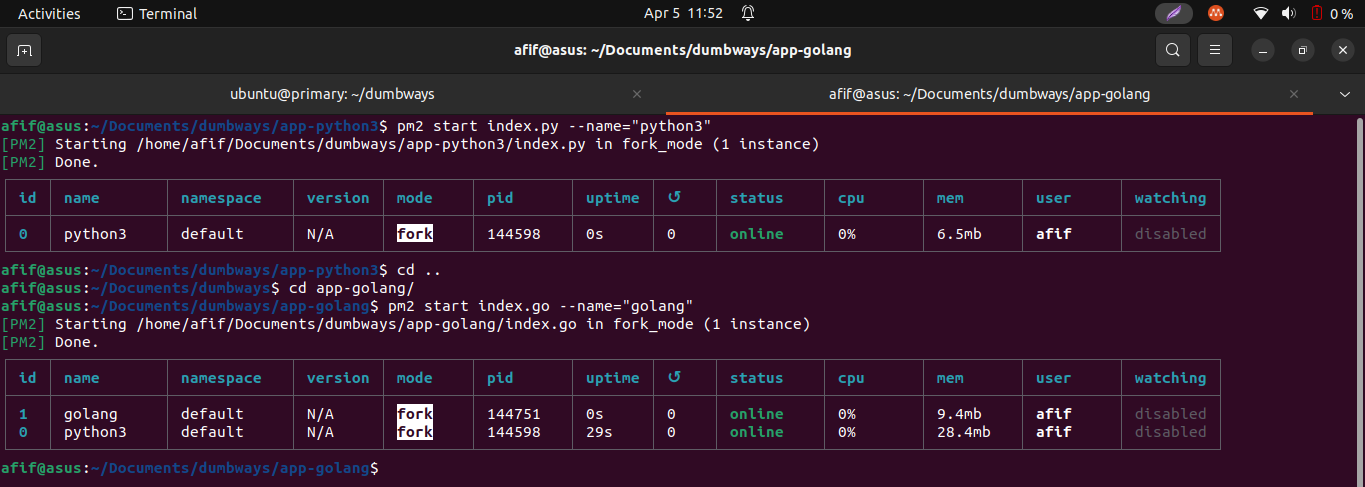 Activities Terminal Apr 5 11:52 0 %
afif@asus: ~/Documents/dumbways/app-golang
ubuntu@primary: ~/dumbways × afif@asus: ~/Documents/dumbways/app-golang ×
afif@asus:~/Documents/dumbways/app-python3$ pm2 start index.py --name="python3"
[PM2] Starting /home/afif/Documents/dumbways/app-python3/index.py in fork_mode (1 instance)
[PM2] Done.
id name namespace version mode pid uptime ↺ status cpu mem user watching
0 python3 default N/A fork 144598 0s 0 online 0% 6.5mb afif disabled
afif@asus:~/Documents/dumbways/app-python3$ cd ..
afif@asus:~/Documents/dumbways$ cd app-golang/
afif@asus:~/Documents/dumbways/app-golang$ pm2 start index.go --name="golang"
[PM2] Starting /home/afif/Documents/dumbways/app-golang/index.go in fork_mode (1 instance)
[PM2] Done.
id name namespace version mode pid uptime ↺ status cpu mem user watching
1 golang default N/A fork 144751 0s 0 online 0% 9.4mb afif disabled
0 python3 default N/A fork 144598 29s 0 online 0% 28.4mb afif disabled
afif@asus:~/Documents/dumbways/app-golang$